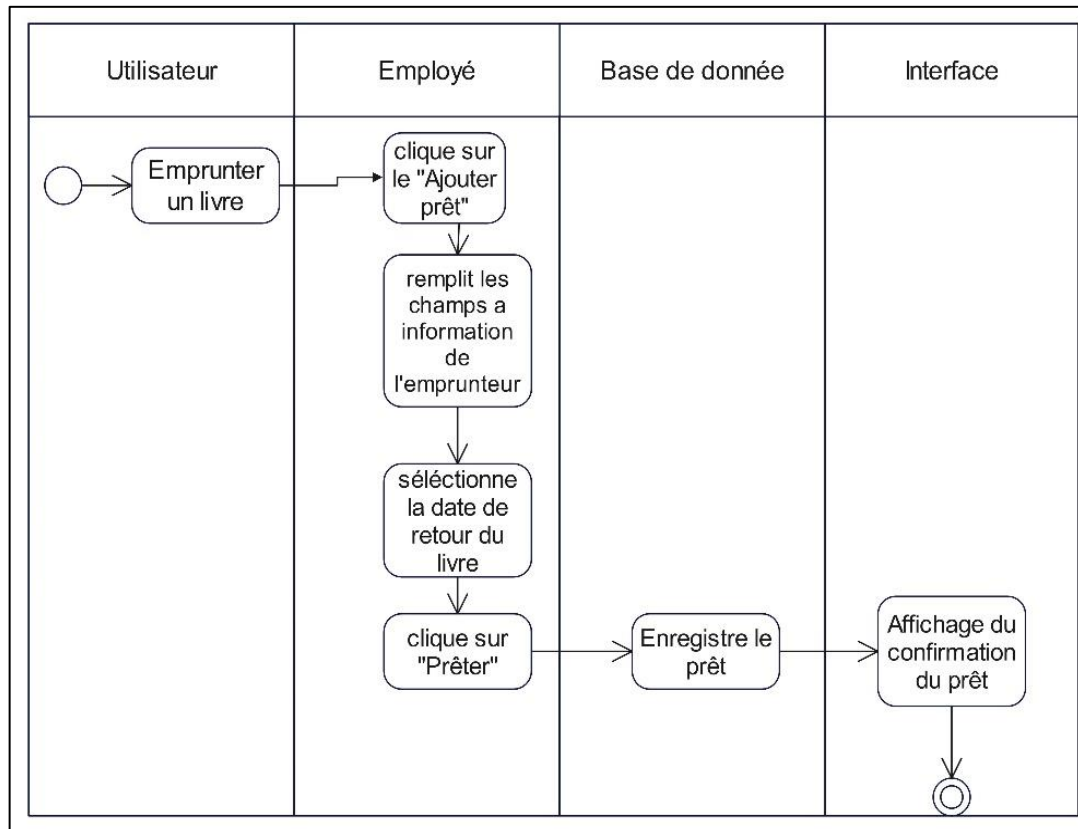 Utilisateur
Employé
Base de donnée
Interface
Emprunter
un livre
clique sur
le "Ajouter
prêt"
remplit les
champs a
information
de
l'emprunteur
séléctionne
la date de
retour du
livre
clique sur
"Prêter"
Enregistre le
prêt
Affichage du
confirmation
du prêt